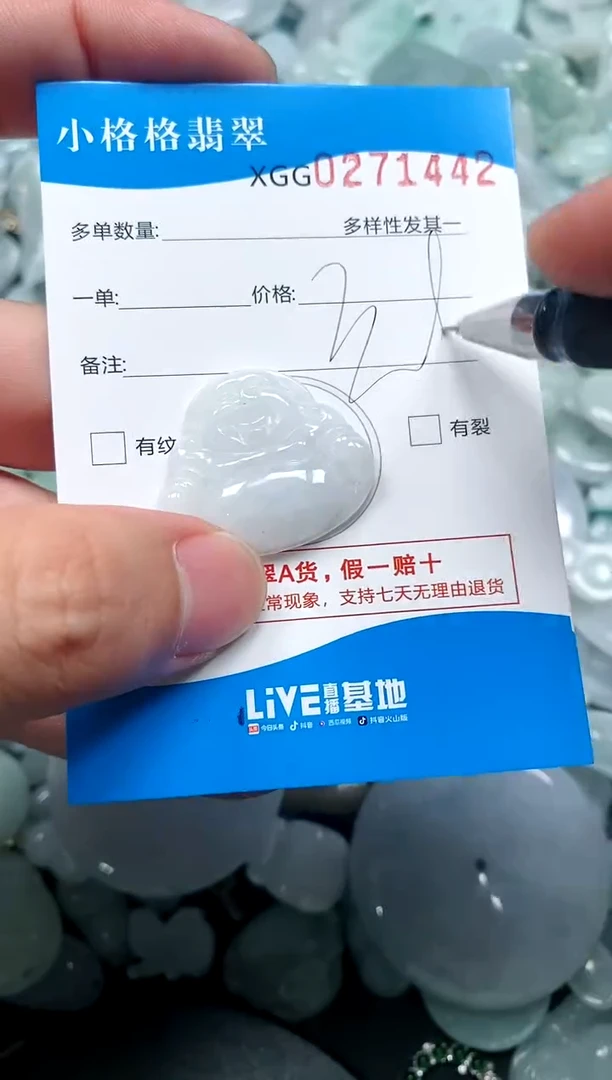 小格格翡翠
XGG0271442
多单数量: 多样性发其一
一单: 价格:
备注:
有纹 有裂
翠A货，假一赔十
常现象，支持七天无理由退货
LiVE直播基地
今日头条 抖音 西瓜视频 抖音火山版